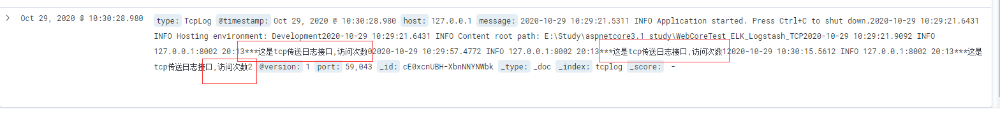 Oct 29, 2020 @ 10:30:28.980 type: TcpLog @timestamp: Oct 29, 2020 @ 10:30:28.980 host: 127.0.0.1 message: 2020-10-29 10:29:21.5311 INFO Application started. Press Ctrl+C to shut down.2020-10-29 10:29:21.6431
INFO Hosting environment: Development2020-10-29 10:29:21.6431 INFO Content root path: E:\Study\aspnetcore3.1_study\WebCoreTest_ELK_Logstash_TCP2020-10-29 10:29:21.9092 INFO
127.0.0.1:8002 20:13***这是tcp传送日志接口,访问次数02020-10-29 10:29:57.4772 INFO 127.0.0.1:8002 20:13***这是tcp传送日志接口,访问次数12020-10-29 10:30:15.5612 INFO 127.0.0.1:8002 20:13***这是
tcp传送日志接口,访问次数2 @version: 1 port: 59,043 _id: cE0xcnUBH-XbnNNYNWbk _type: _doc _index: tcplog _score: -